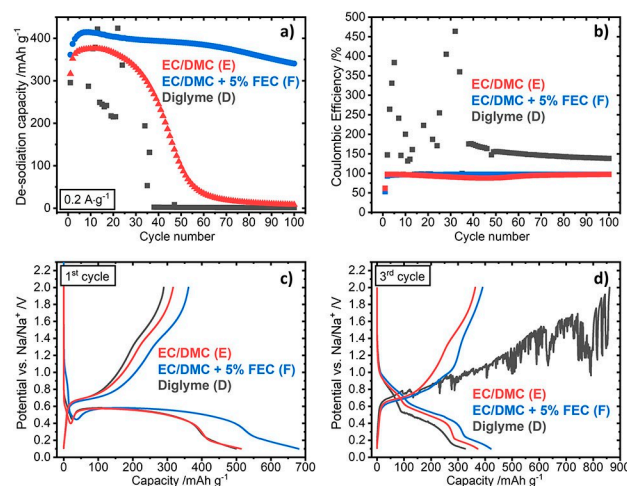 a)
EC/DMC (E)
EC/DMC + 5% FEC (F)
Diglyme (D)
0.2 A·g⁻¹
De-sodiation capacity /mAh g⁻¹
400
300
200
100
0
0 10 20 30 40 50 60 70 80 90 100
Cycle number
b)
EC/DMC (E)
EC/DMC + 5% FEC (F)
Diglyme (D)
Coulombic Efficiency /%
500
450
400
350
300
250
200
150
100
50
0
0 10 20 30 40 50 60 70 80 90 100
Cycle number
1st cycle
c)
EC/DMC (E)
EC/DMC + 5% FEC (F)
Diglyme (D)
Potential vs. Na/Na⁺ /V
2.2
2.0
1.8
1.6
1.4
1.2
1.0
0.8
0.6
0.4
0.2
0.0
0 100 200 300 400 500 600 700
Capacity /mAh g⁻¹
3rd cycle
d)
EC/DMC (E)
EC/DMC + 5% FEC (F)
Diglyme (D)
Potential vs. Na/Na⁺ /V
2.2
2.0
1.8
1.6
1.4
1.2
1.0
0.8
0.6
0.4
0.2
0.0
0 100 200 300 400 500 600 700 800 900
Capacity /mAh g⁻¹